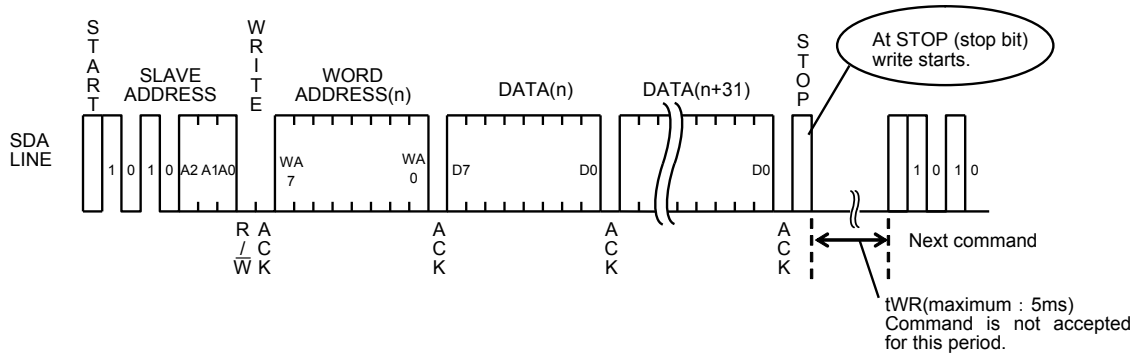 START
SLAVE
ADDRESS
WRITE
WORD
ADDRESS(n)
DATA(n)
DATA(n+31)
STOP
At STOP (stop bit)
write starts.
SDA
LINE
1 0 1 0 A2 A1A0
WA
7
WA
0
D7
D0
D0
1 0 1 0
R
/
W
ACK
ACK
ACK
ACK
Next command
tWR(maximum : 5ms)
Command is not accepted
for this period.